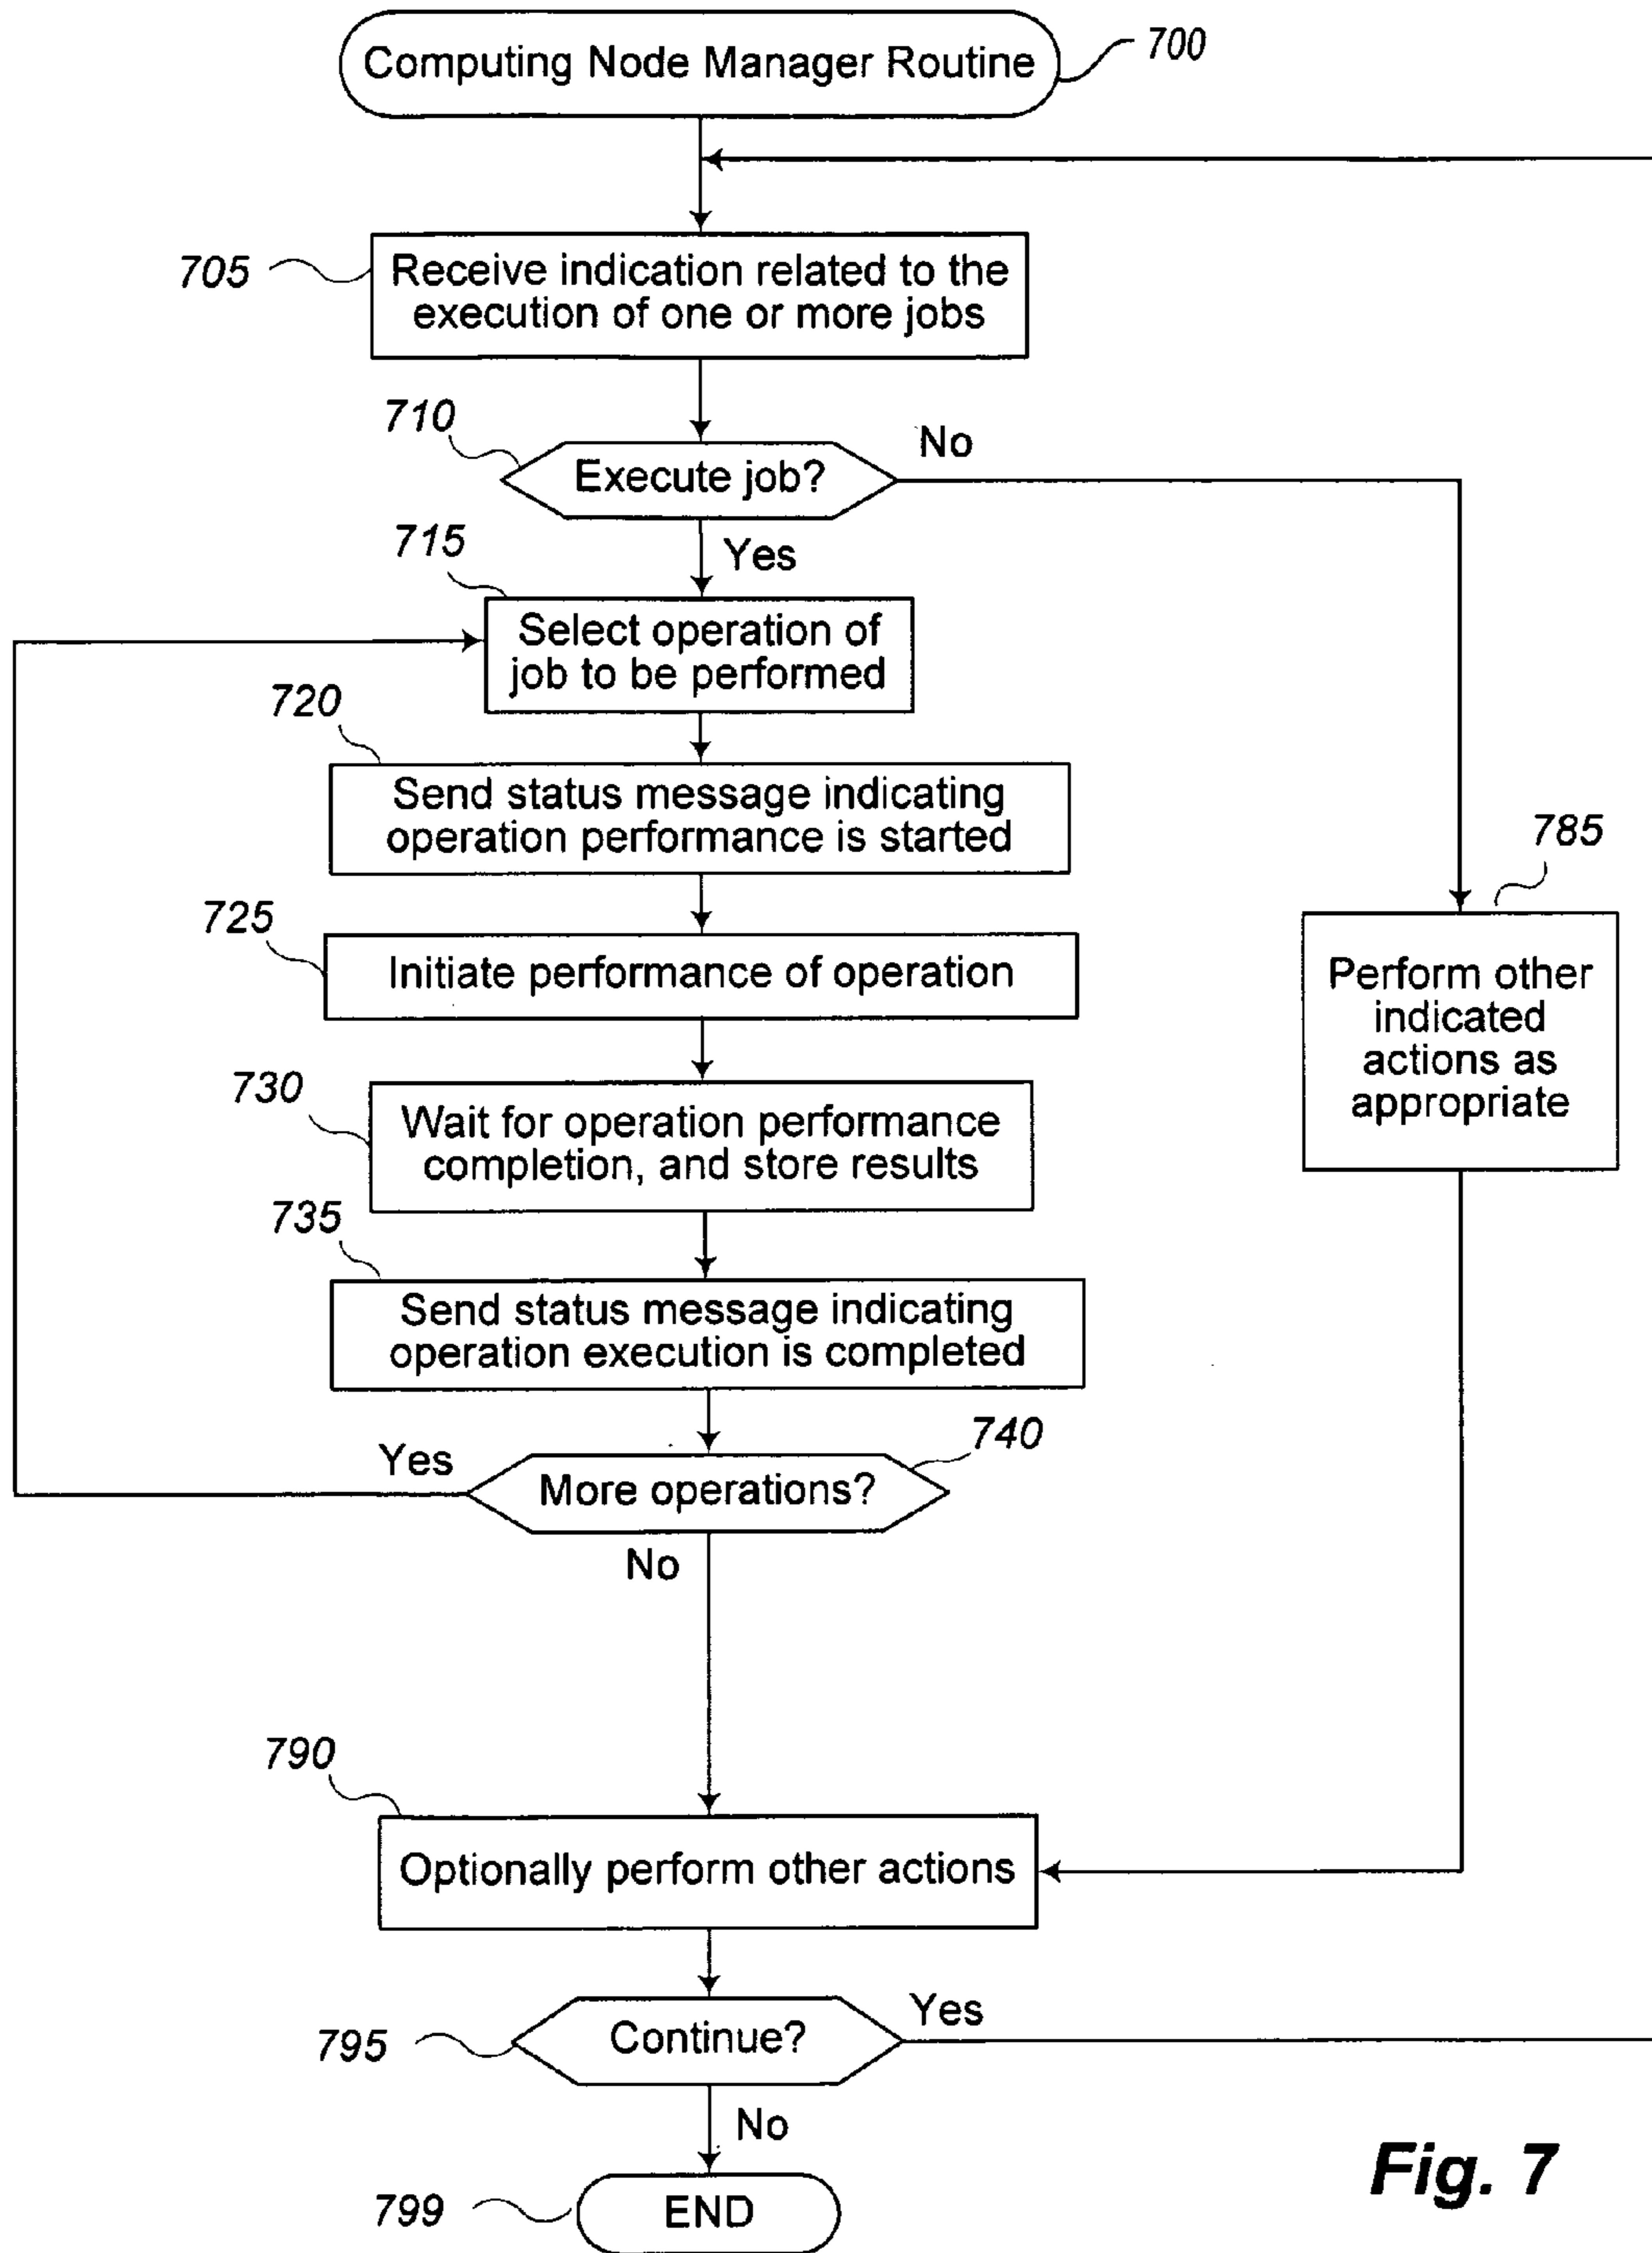 Computing Node Manager Routine
700
705
Receive indication related to the
execution of one or more jobs
710
Execute job?
No
Yes
715
Select operation of
job to be performed
720
Send status message indicating
operation performance is started
725
Initiate performance of operation
785
Perform other
indicated
actions as
appropriate
730
Wait for operation performance
completion, and store results
735
Send status message indicating
operation execution is completed
740
Yes
More operations?
No
790
Optionally perform other actions
795
Continue?
Yes
No
799
END
Fig. 7